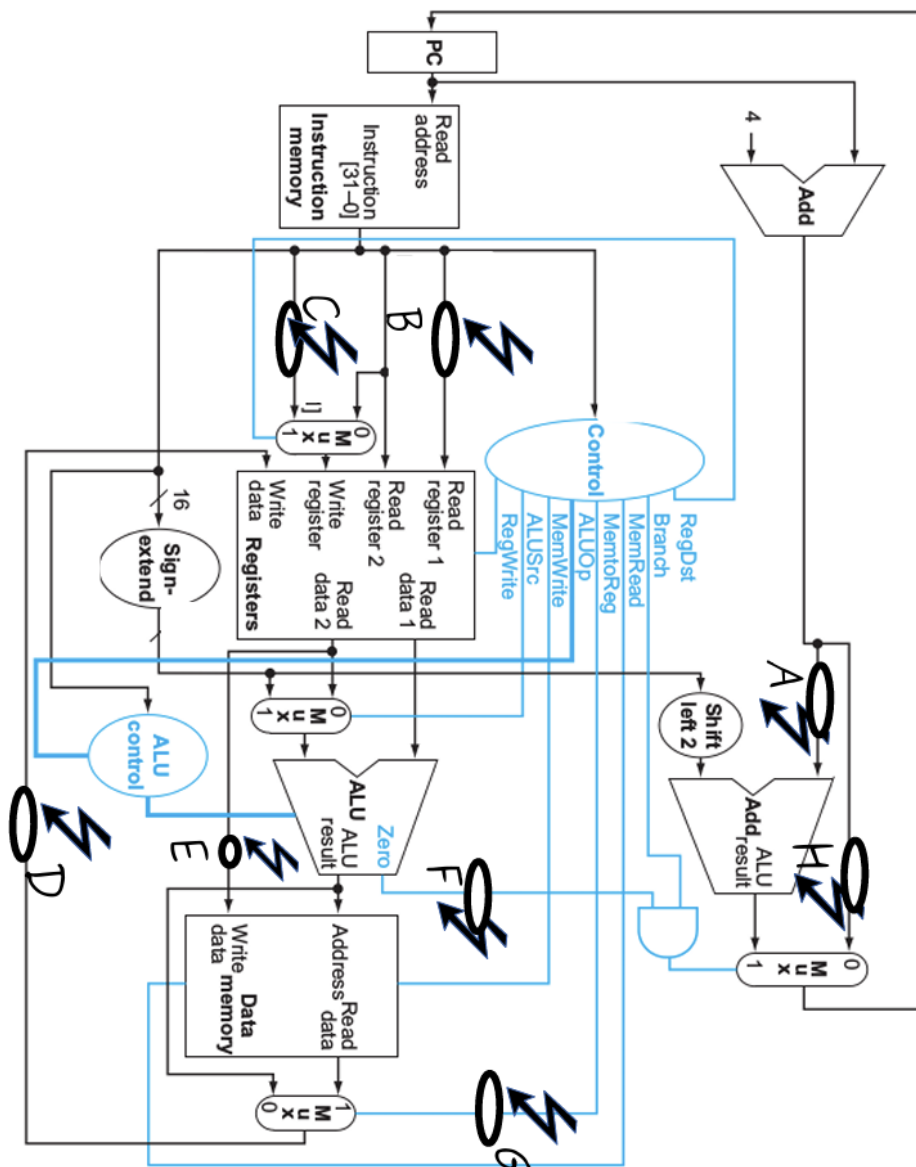 PC
4
Add
Read
address
Instruction
[31–0]
Instruction
memory
C
B
I]
0
M
u
x
1
Control
RegDst
Branch
MemRead
MemtoReg
ALUOp
MemWrite
ALUSrc
RegWrite
Read
register 1
Read
register 2
Write
register
Write
data
Read
data 1
Read
data 2
Registers
16
Sign-
extend
A
Shift
left 2
0
M
u
x
1
ALU
control
ALU
ALU
result
Zero
Add
ALU
result
D
E
F
H
Address
Write
data
Read
data
Data
memory
0
M
u
x
1
1
M
u
x
0
G